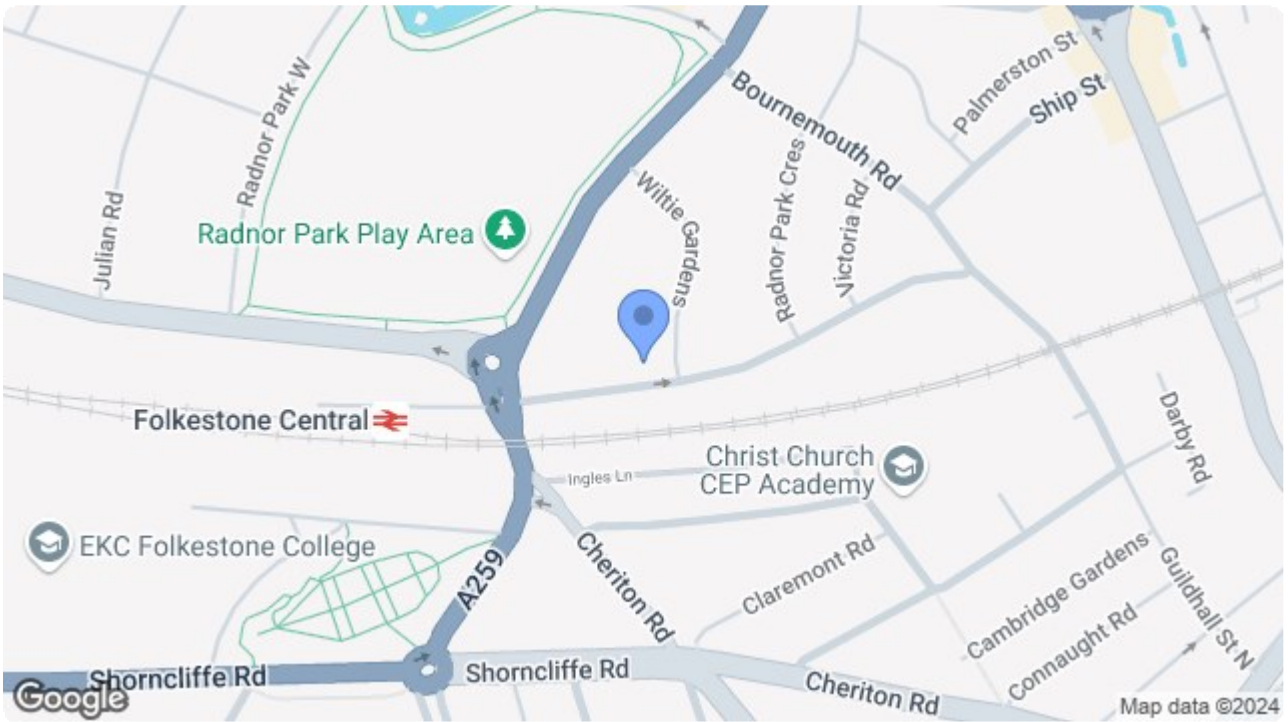 Palmerston St
Radnor Park W
Bournemouth Rd
Ship St
Julian Rd
Wiltie Gardens
Radnor Park Cres
Victoria Rd
Radnor Park Play Area
Folkestone Central
Darby Rd
Christ Church
CEP Academy
Ingles Ln
EKC Folkestone College
A259
Cheriton Rd
Claremont Rd
Cambridge Gardens
Guildhall St N
Connaught Rd
Shorncliffe Rd
Shorncliffe Rd
Cheriton Rd
Google
Map data ©2024